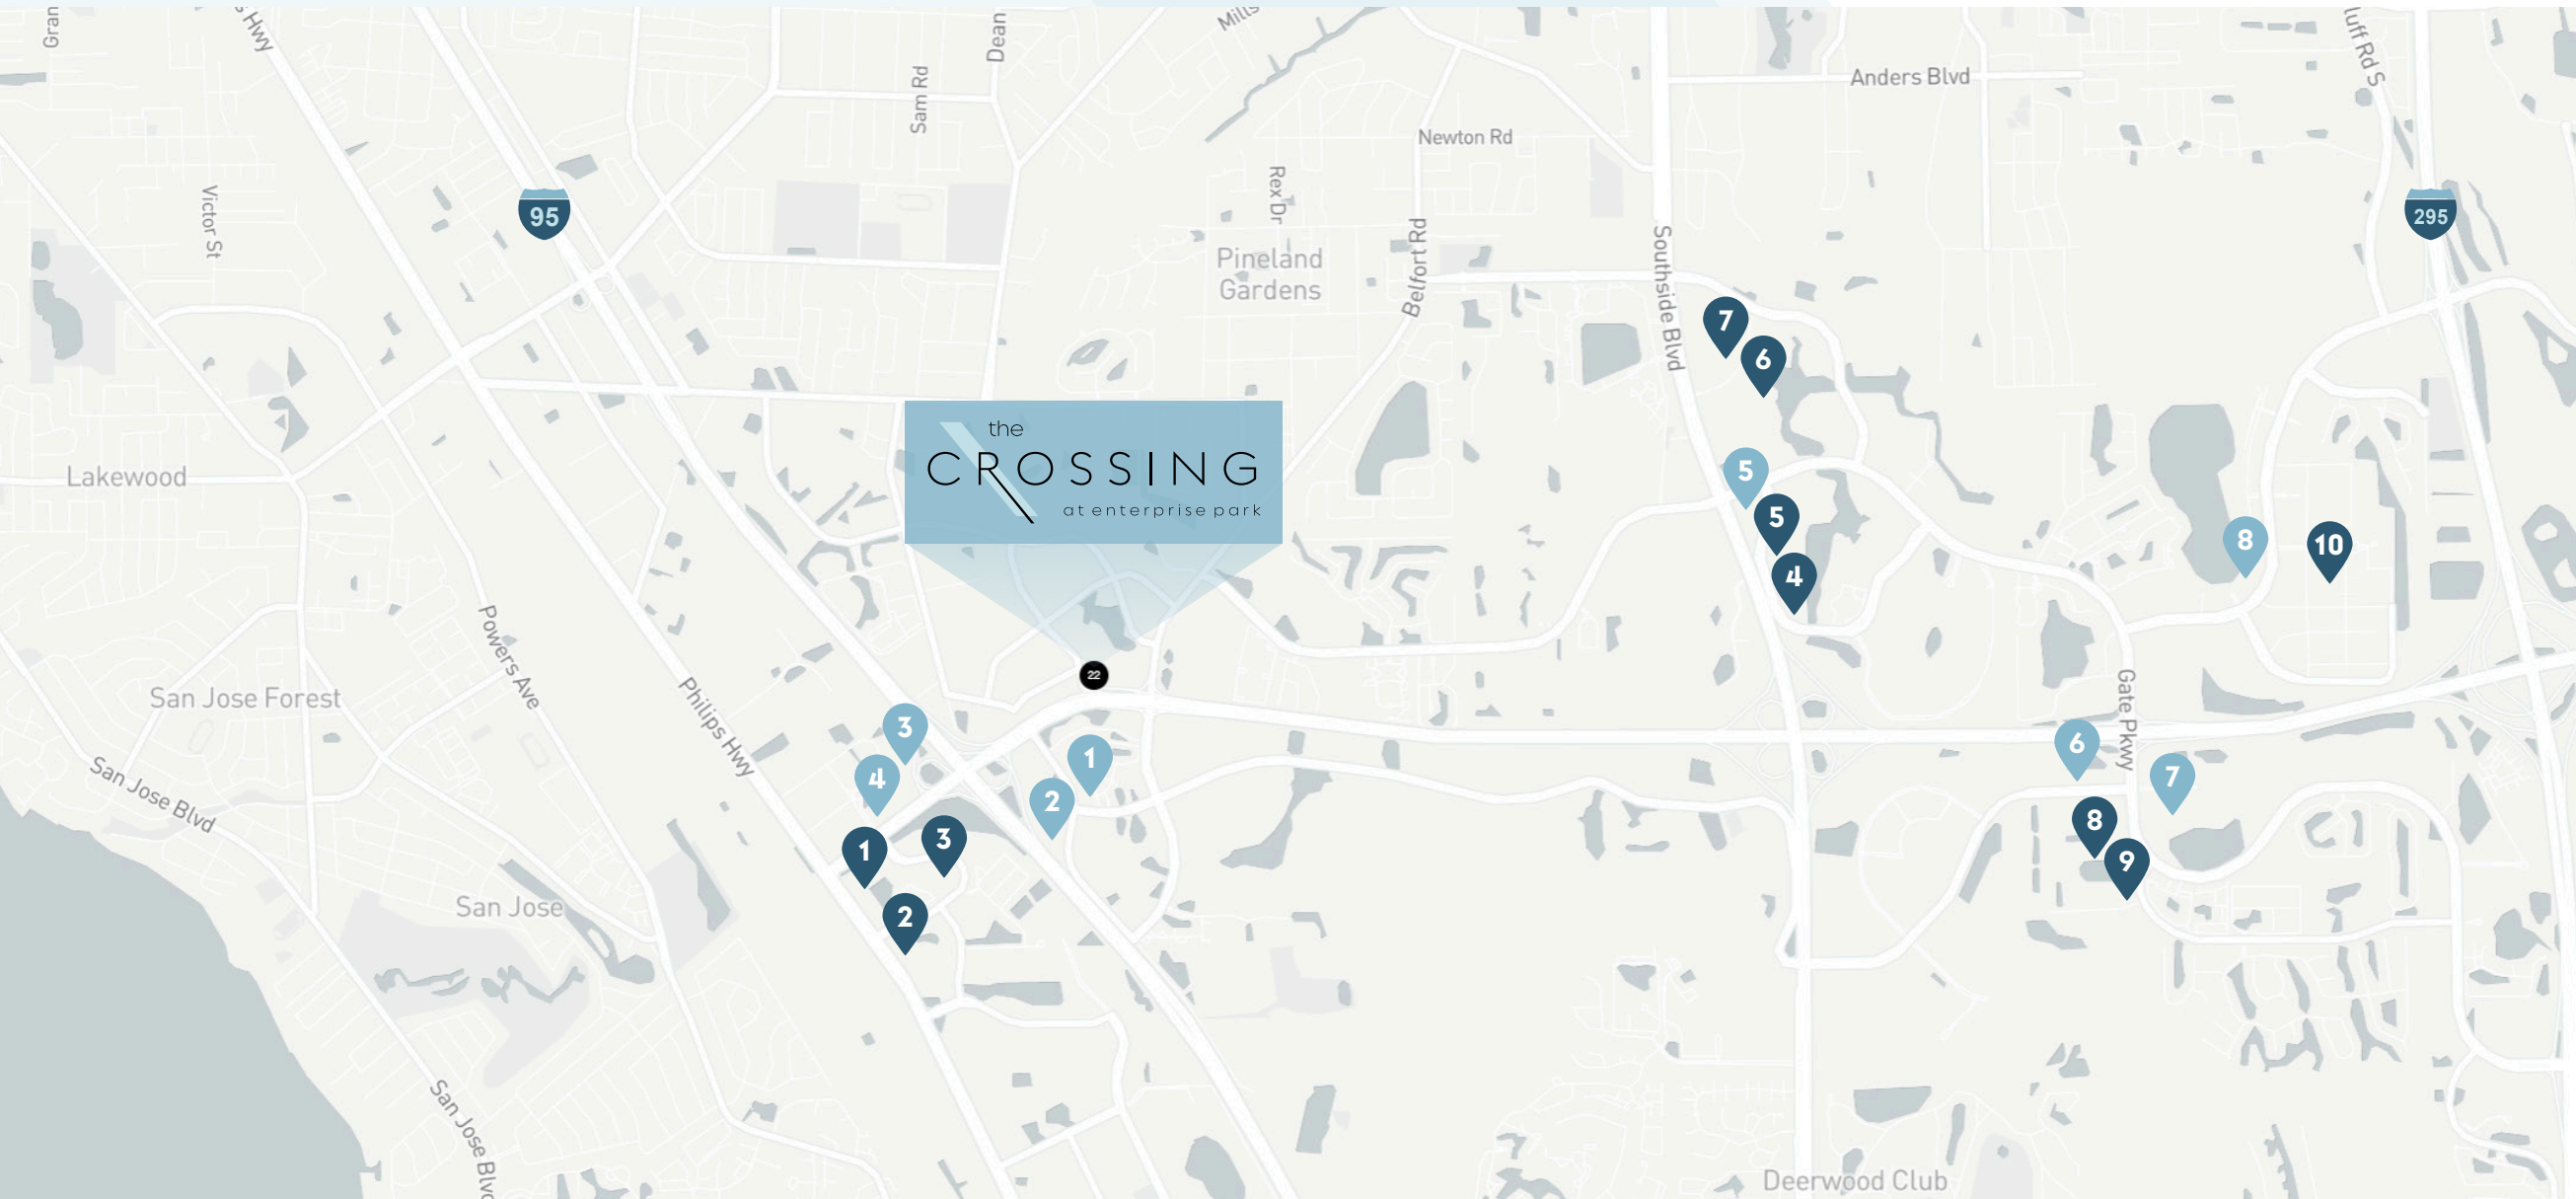 Gran
s Hwy
Dean
Mills
uff Rd S
Anders Blvd
Sam Rd
Newton Rd
Victor St
95
Rex Dr
295
Belfort Rd
Southside Blvd
Pineland
Gardens
7
6
the
CROSSING
at enterprise park
Lakewood
5
5
4
8
10
Powers Ave
22
San Jose Forest
Philips Hwy
Gate Pkwy
3
4
1
2
6
7
San Jose Blvd
1
3
2
8
9
San Jose
San Jose Blvd
Deerwood Club